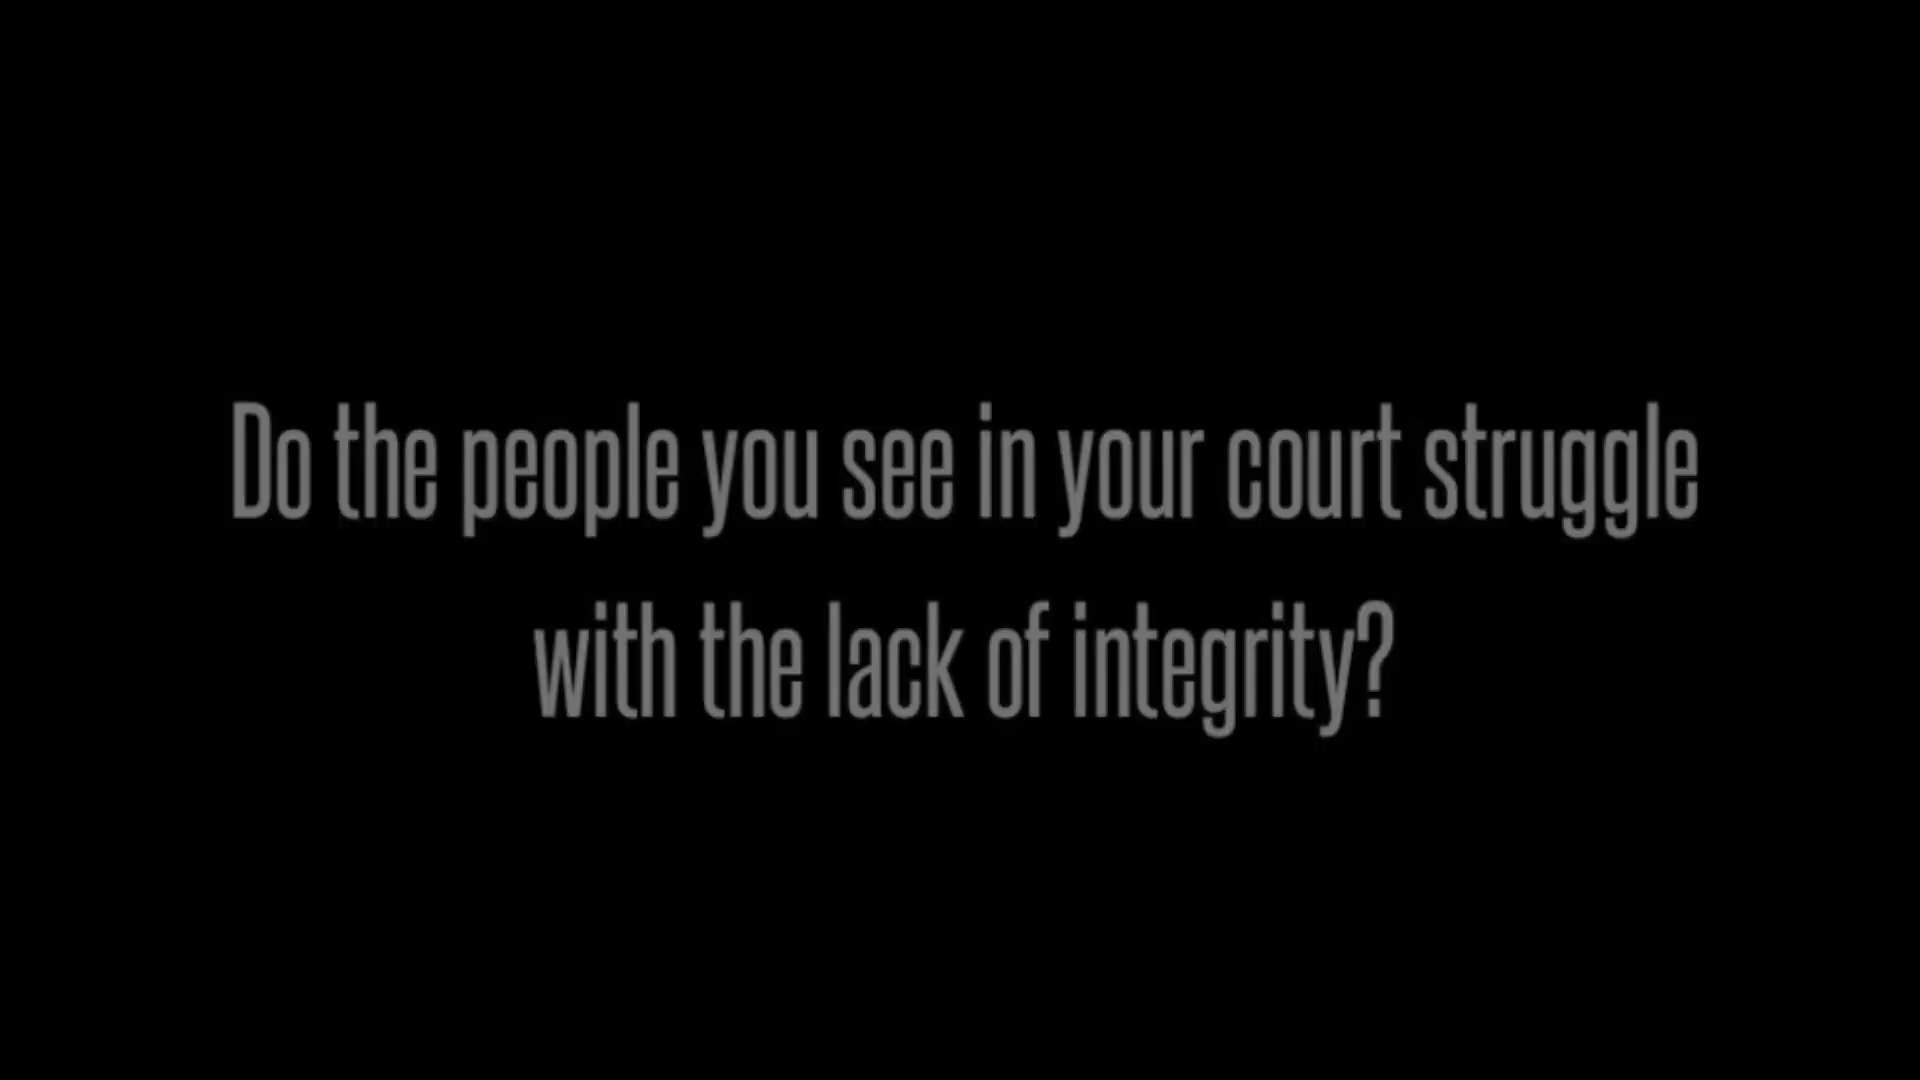 Do the people you see in your court struggle
with the lack of integrity?